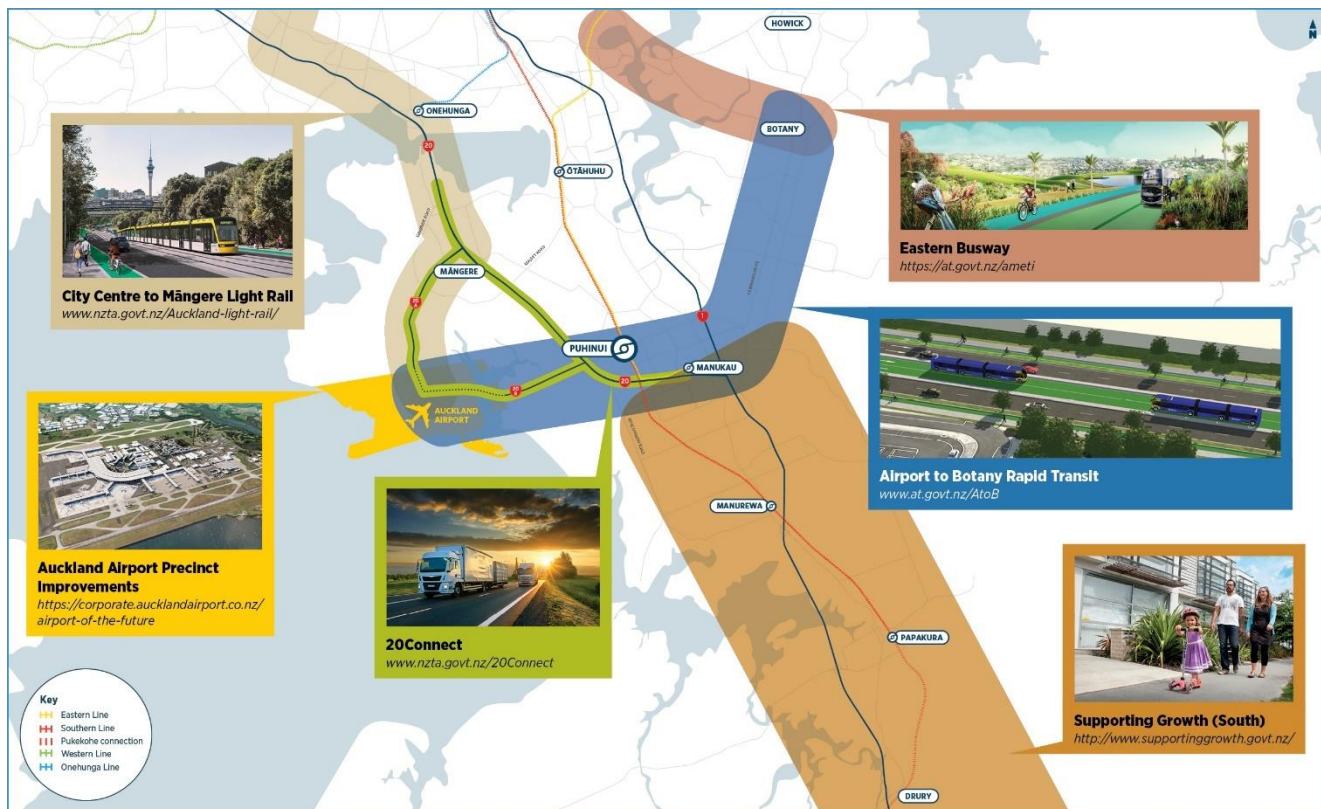 HOWICK
N
ONEHUNGA
BOTANY
20
ŌTĀHUHU
City Centre to Māngere Light Rail
www.nzta.govt.nz/Auckland-light-rail/
Eastern Busway
https://at.govt.nz/ameti
MĀNGERE
20
A
1
PUHINUI
MANUKAU
20
20
B
AUCKLAND
AIRPORT
Airport to Botany Rapid Transit
www.at.govt.nz/AtoB
MANUREWA
Auckland Airport Precinct
Improvements
https://corporate.aucklandairport.co.nz/
airport-of-the-future
20Connect
www.nzta.govt.nz/20Connect
PAPAKURA
Supporting Growth (South)
http://www.supportinggrowth.govt.nz/
DRURY
Key
Eastern Line
Southern Line
Pukekohe connection
Western Line
Onehunga Line